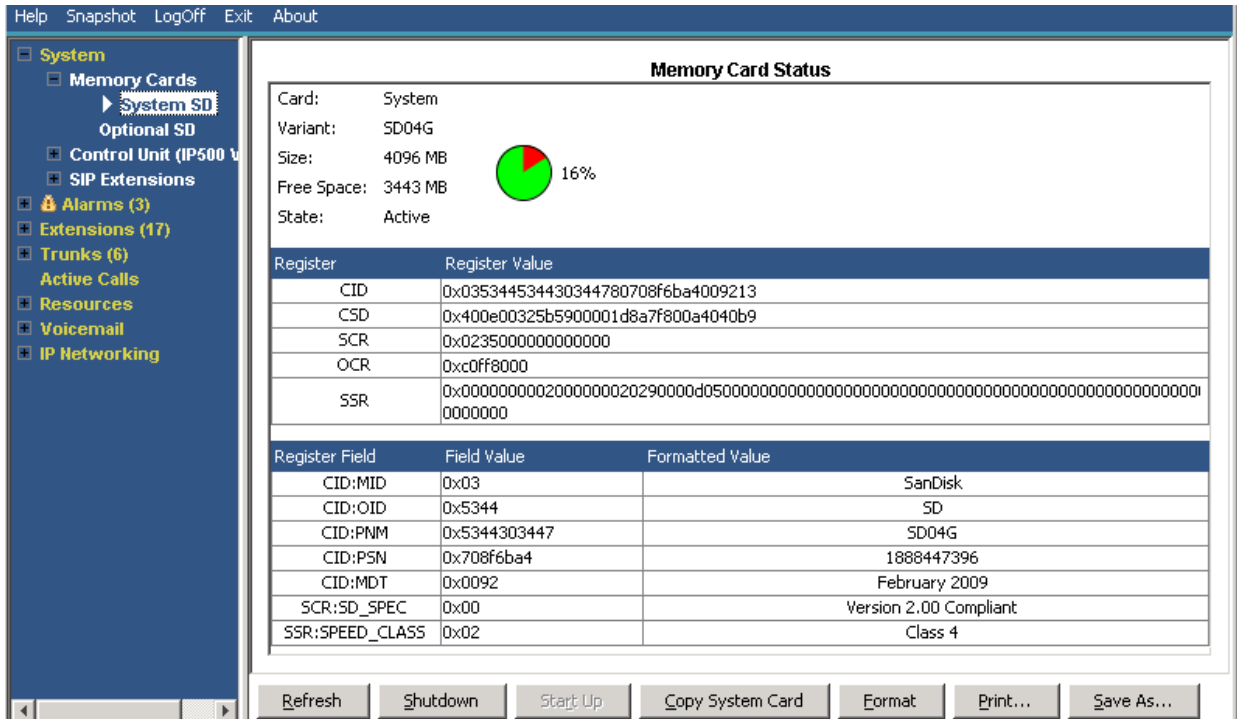 Help Snapshot LogOff Exit About
System
Memory Cards
System SD
Optional SD
Control Unit (IP500 V
SIP Extensions
Alarms (3)
Extensions (17)
Trunks (6)
Active Calls
Resources
Voicemail
IP Networking
Memory Card Status
Card: System
Variant: SD04G
Size: 4096 MB
Free Space: 3443 MB
State: Active
16%
Register Register Value
CID 0x035344534430344780708f6ba4009213
CSD 0x400e00325b5900001d8a7f800a4040b9
SCR 0x0235000000000000
OCR 0xc0ff8000
SSR
0000000
Register Field Field Value Formatted Value
CID:MID 0x03 SanDisk
CID:OID 0x5344 SD
CID:PNM 0x5344303447 SD04G
CID:PSN 0x708f6ba4 1888447396
CID:MDT 0x0092 February 2009
SCR:SD_SPEC 0x00 Version 2.00 Compliant
SSR:SPEED_CLASS 0x02 Class 4
Refresh Shutdown Start Up Copy System Card Format Print... Save As...